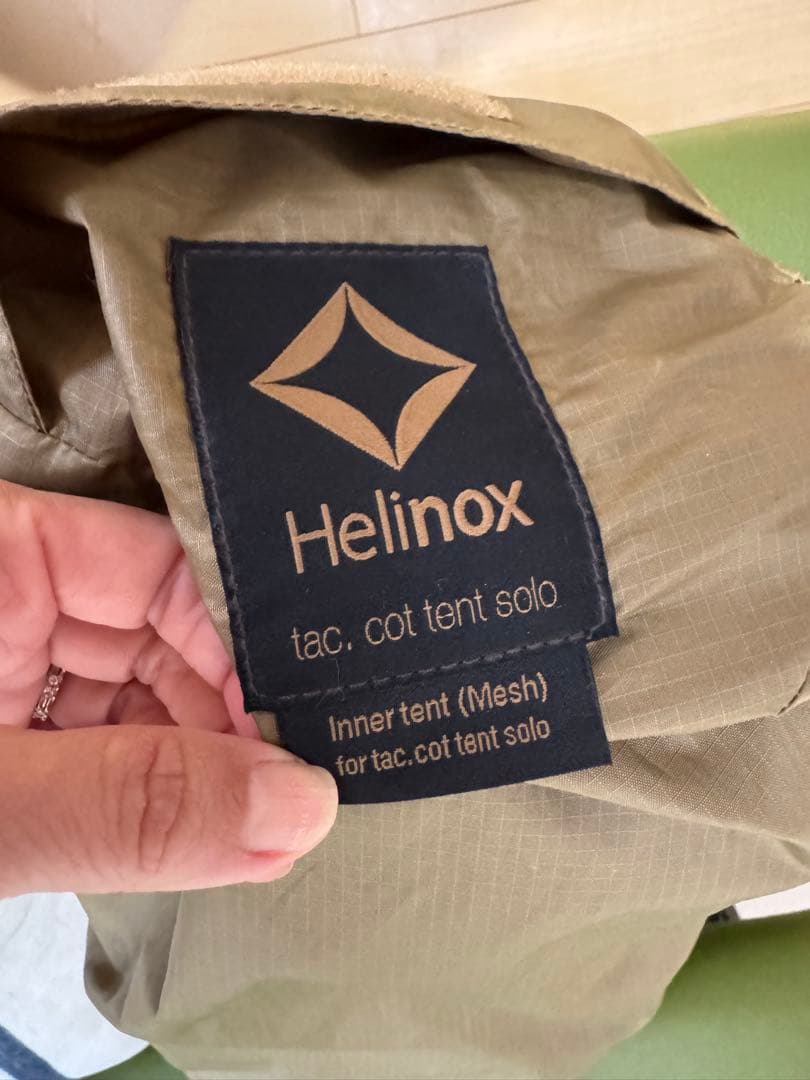 Helinox
tac. cot tent solo
Inner tent (Mesh)
for tac.cot tent solo